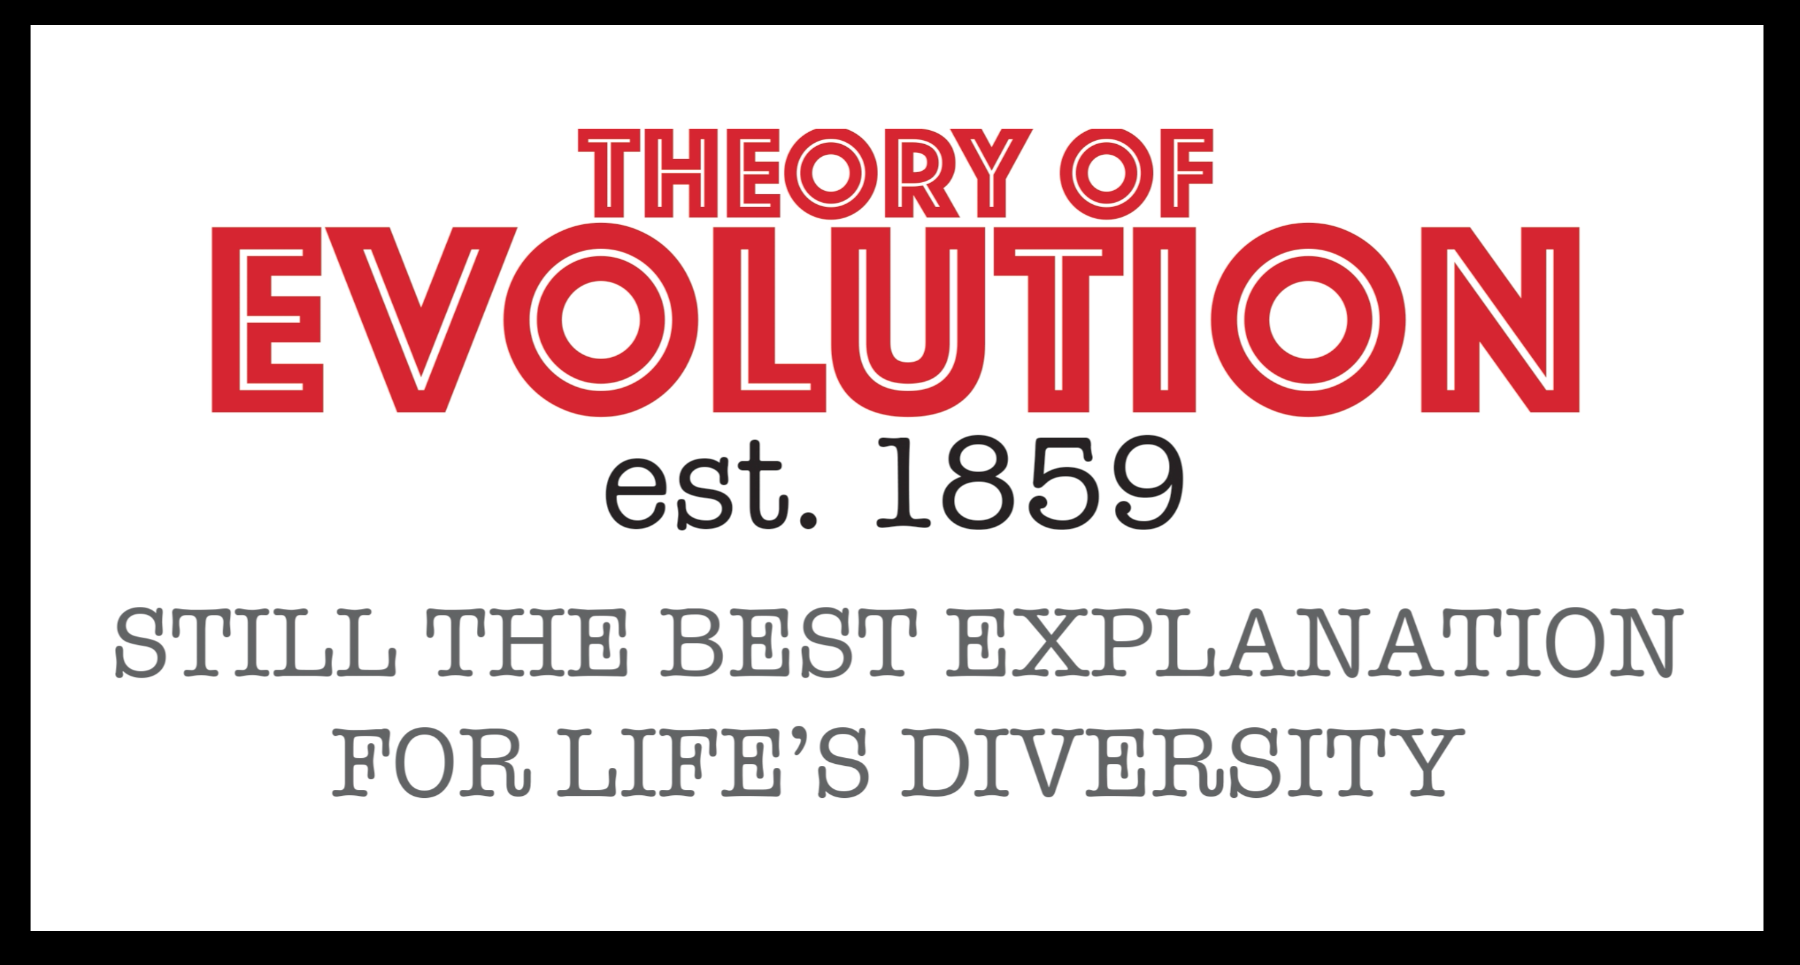 THEORY OF
EVOLUTION
est. 1859
STILL THE BEST EXPLANATION
FOR LIFE’S DIVERSITY